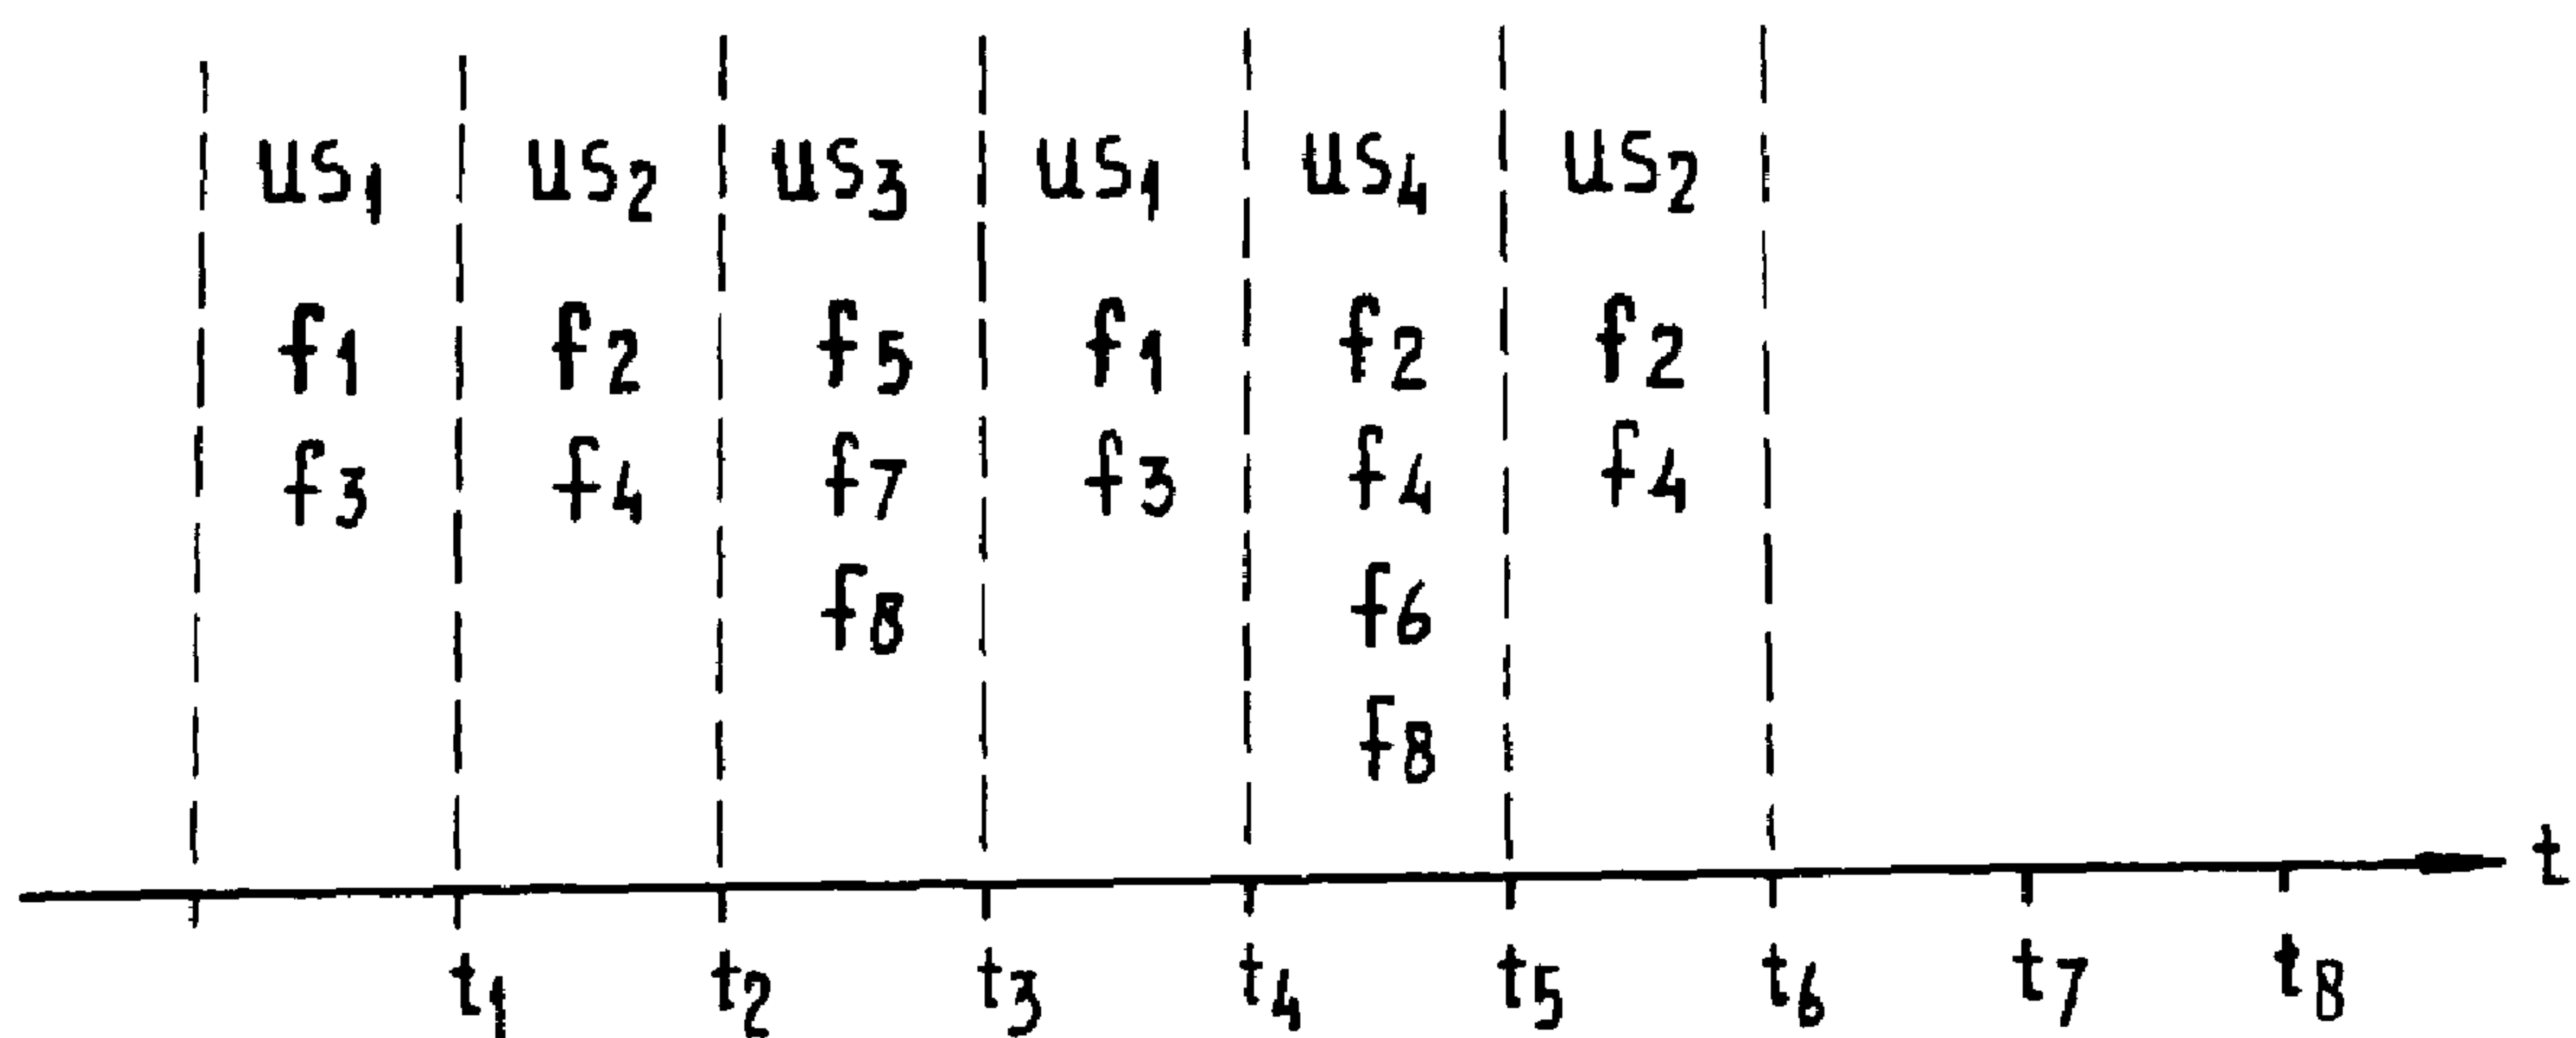 us₁ us₂ us₃ us₁ us₄ us₂
f1 f2 f5 f1 f2 f2
f3 f4 f7 f3 f4 f4
f8 f6
f8
t
t₁ t₂ t₃ t₄ t₅ t₆ t₇ t₈